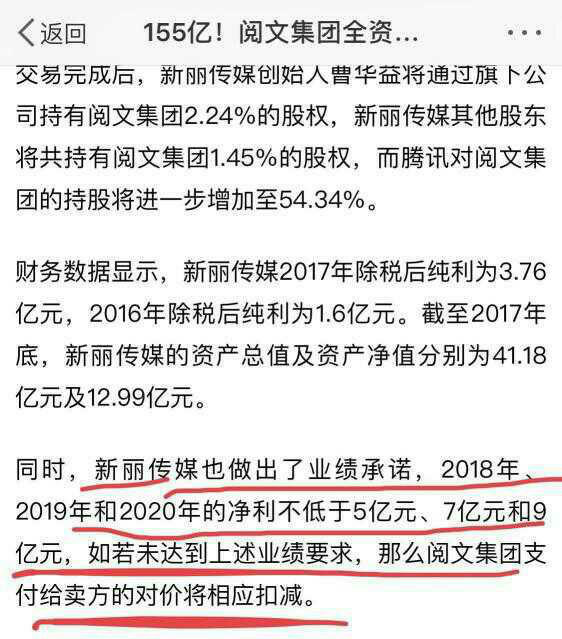 返回
155亿！阅文集团全资...
交易完成后，新丽传媒创始人曹华益将通过旗下公
司持有阅文集团2.24%的股权，新丽传媒其他股东
将共持有阅文集团1.45%的股权，而腾讯对阅文集
团的持股将进一步增加至54.34%。
财务数据显示，新丽传媒2017年除税后纯利为3.76
亿元，2016年除税后纯利为1.6亿元。截至2017年
底，新丽传媒的资产总值及资产净值分别为41.18
亿元及12.99亿元。
同时，新丽传媒也做出了业绩承诺，2018年、
2019年和2020年的净利不低于5亿元、7亿元和9
亿元，如若未达到上述业绩要求，那么阅文集团支
付给卖方的对价将相应扣减。